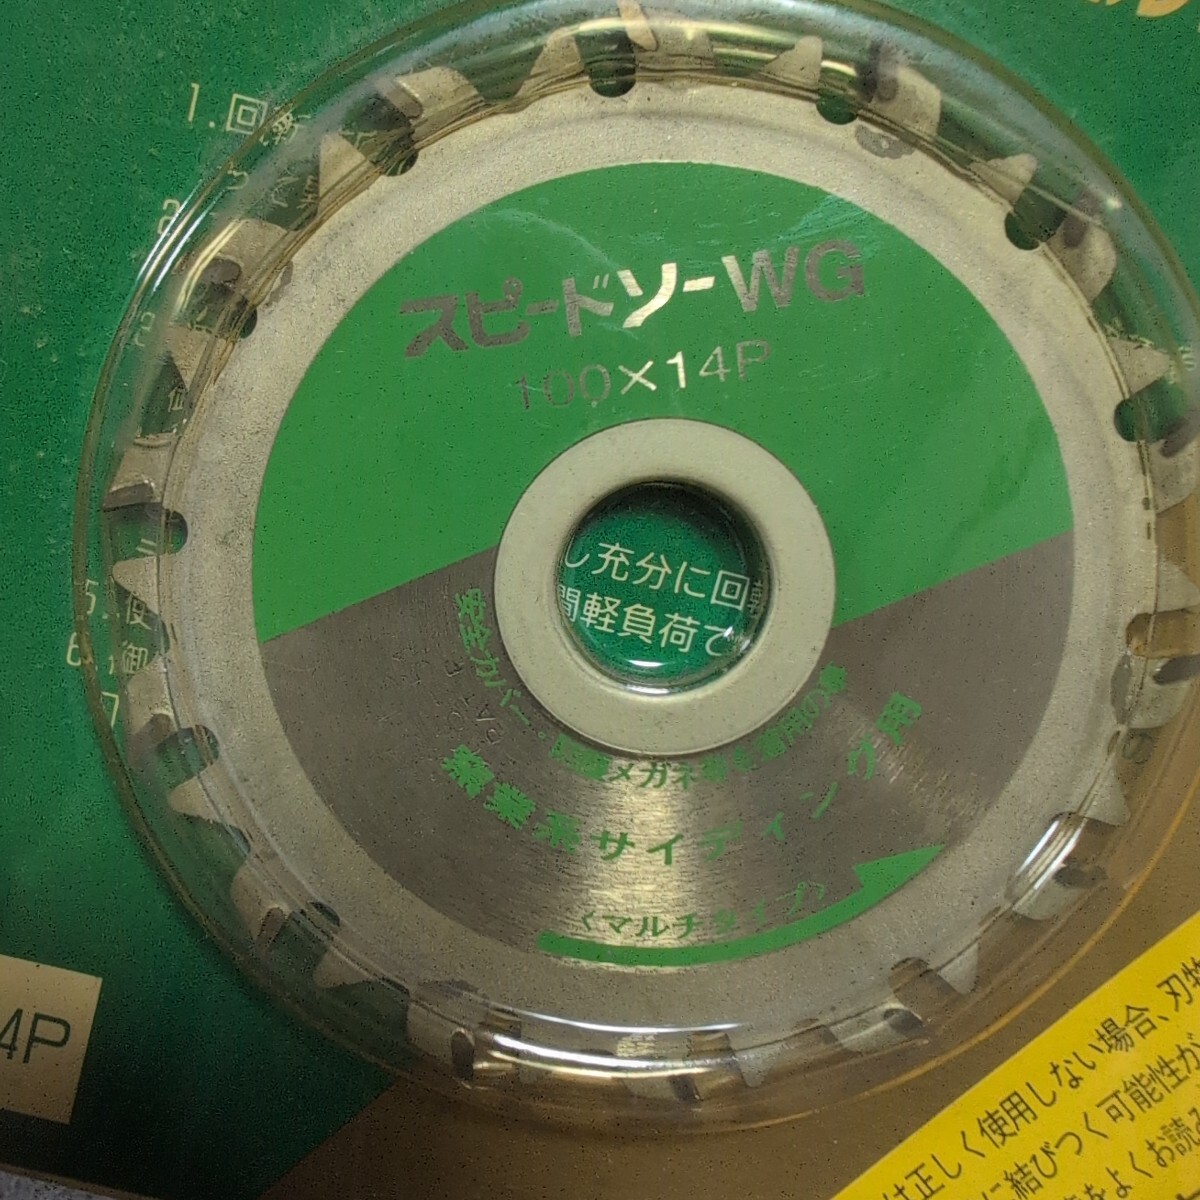 1.回
2
スピードソーWG
100×14P
し充分に回転
間軽負荷で
5.使
6.御
安全カバー・保護メガネ等を着用の事
窯業系サイディング用
〈マルチタイプ〉
4P
しない場合、刃物
は正しく使用
に結びつく可能性が
をよくお読み